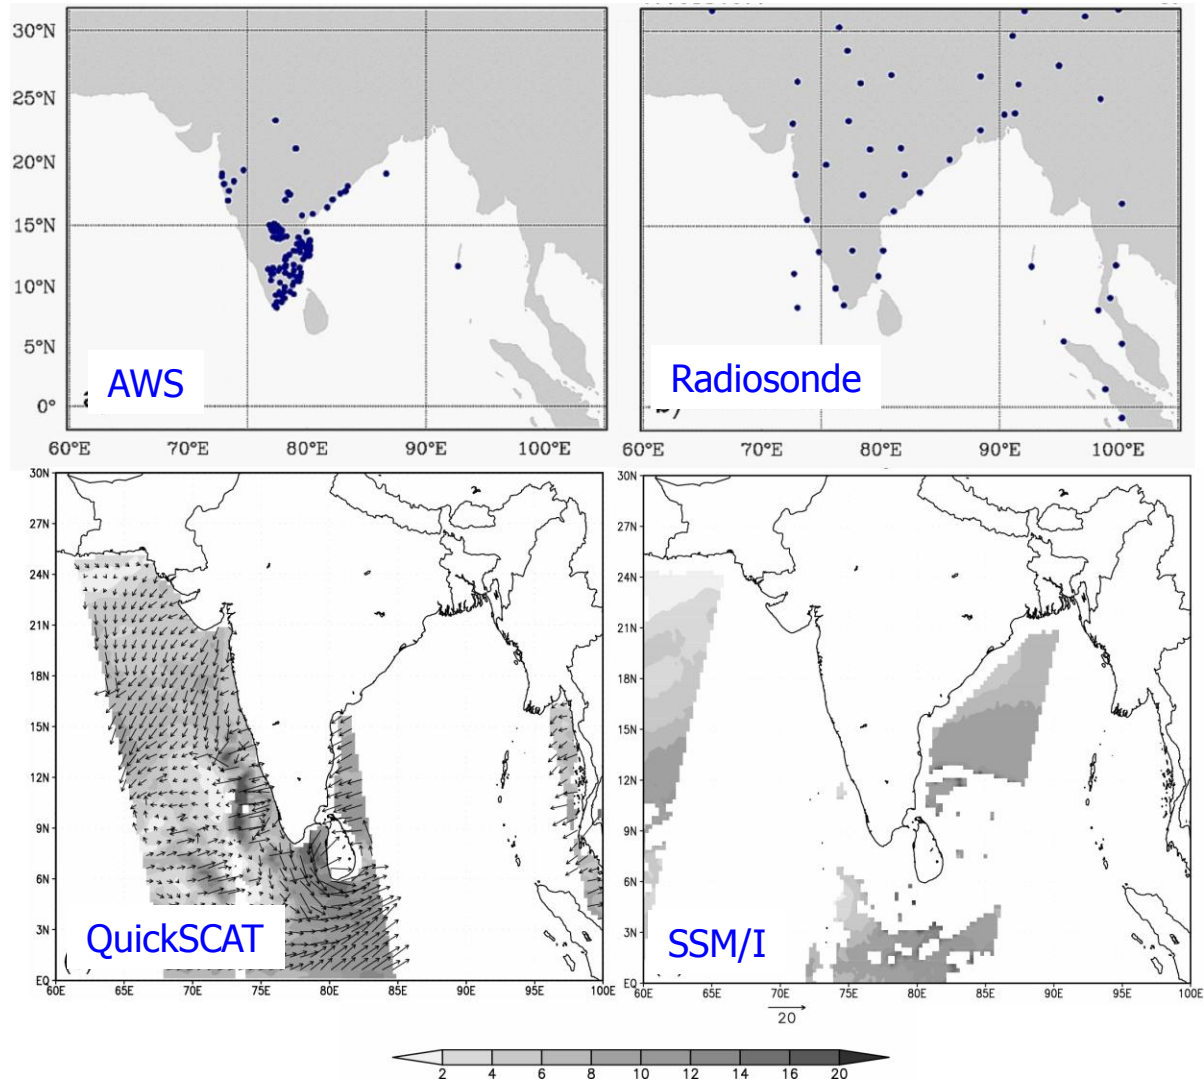 30°N
25°N
20°N
15°N
10°N
5°N
0°
AWS
60°E 70°E 80°E 90°E 100°E
Radiosonde
60°E 70°E 80°E 90°E 100°E
30N
27N
24N
21N
18N
15N
12N
9N
6N
3N
EQ
QuickSCAT
60E 65E 70E 75E 80E 85E 90E 95E 100E
30N
27N
24N
21N
18N
15N
12N
9N
6N
3N
EQ
SSM/I
60E 65E 70E 75E 80E 85E 90E 95E 100E
20
2 4 6 8 10 12 14 16 20